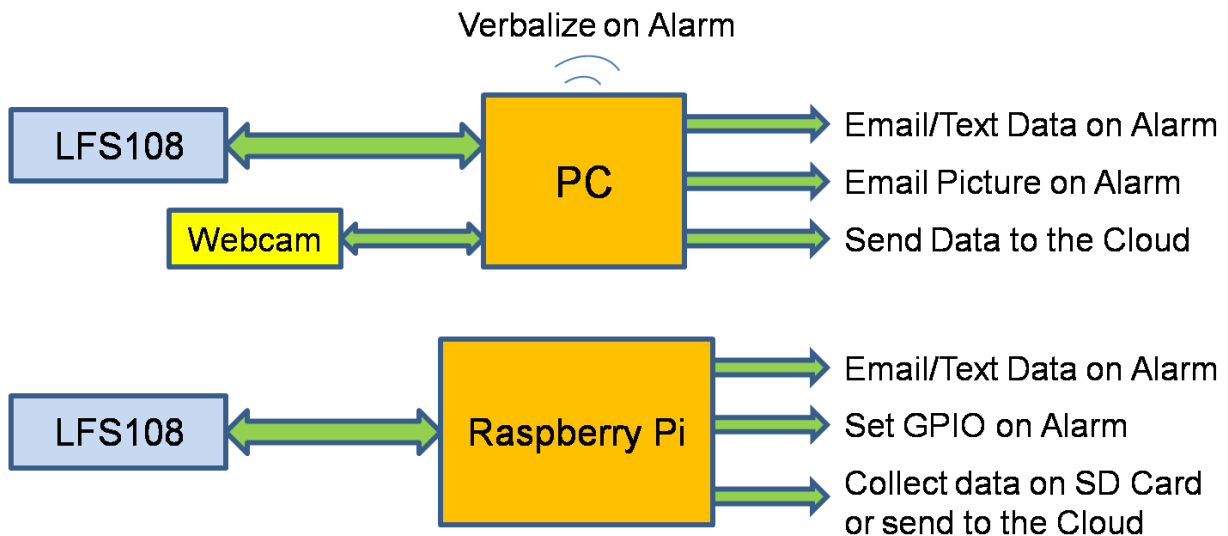 Verbalize on Alarm
LFS108
PC
Webcam
Email/Text Data on Alarm
Email Picture on Alarm
Send Data to the Cloud
LFS108
Raspberry Pi
Email/Text Data on Alarm
Set GPIO on Alarm
Collect data on SD Card
or send to the Cloud